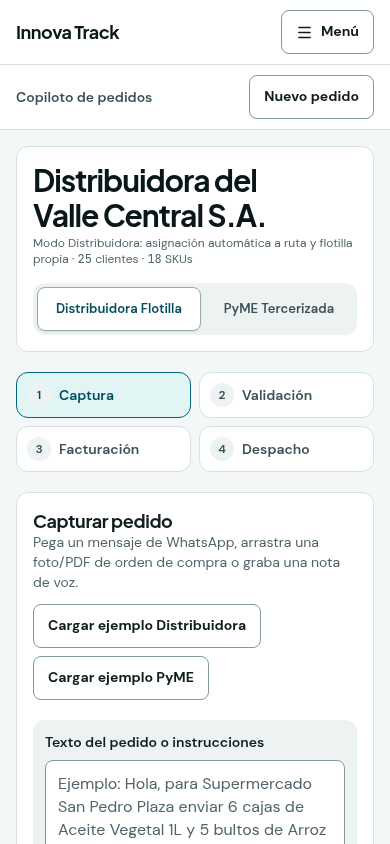 Innova Track
Menú
Copiloto de pedidos
Nuevo pedido
Distribuidora del
Valle Central S.A.
Modo Distribuidora: asignación automática a ruta y flotilla
propia · 25 clientes · 18 SKUs
Distribuidora Flotilla
PyME Tercerizada
1 Captura
2 Validación
3 Facturación
4 Despacho
Capturar pedido
Pega un mensaje de WhatsApp, arrastra una
foto/PDF de orden de compra o graba una nota
de voz.
Cargar ejemplo Distribuidora
Cargar ejemplo PyME
Texto del pedido o instrucciones
Ejemplo: Hola, para Supermercado
San Pedro Plaza enviar 6 cajas de
Aceite Vegetal 1L y 5 bultos de Arroz